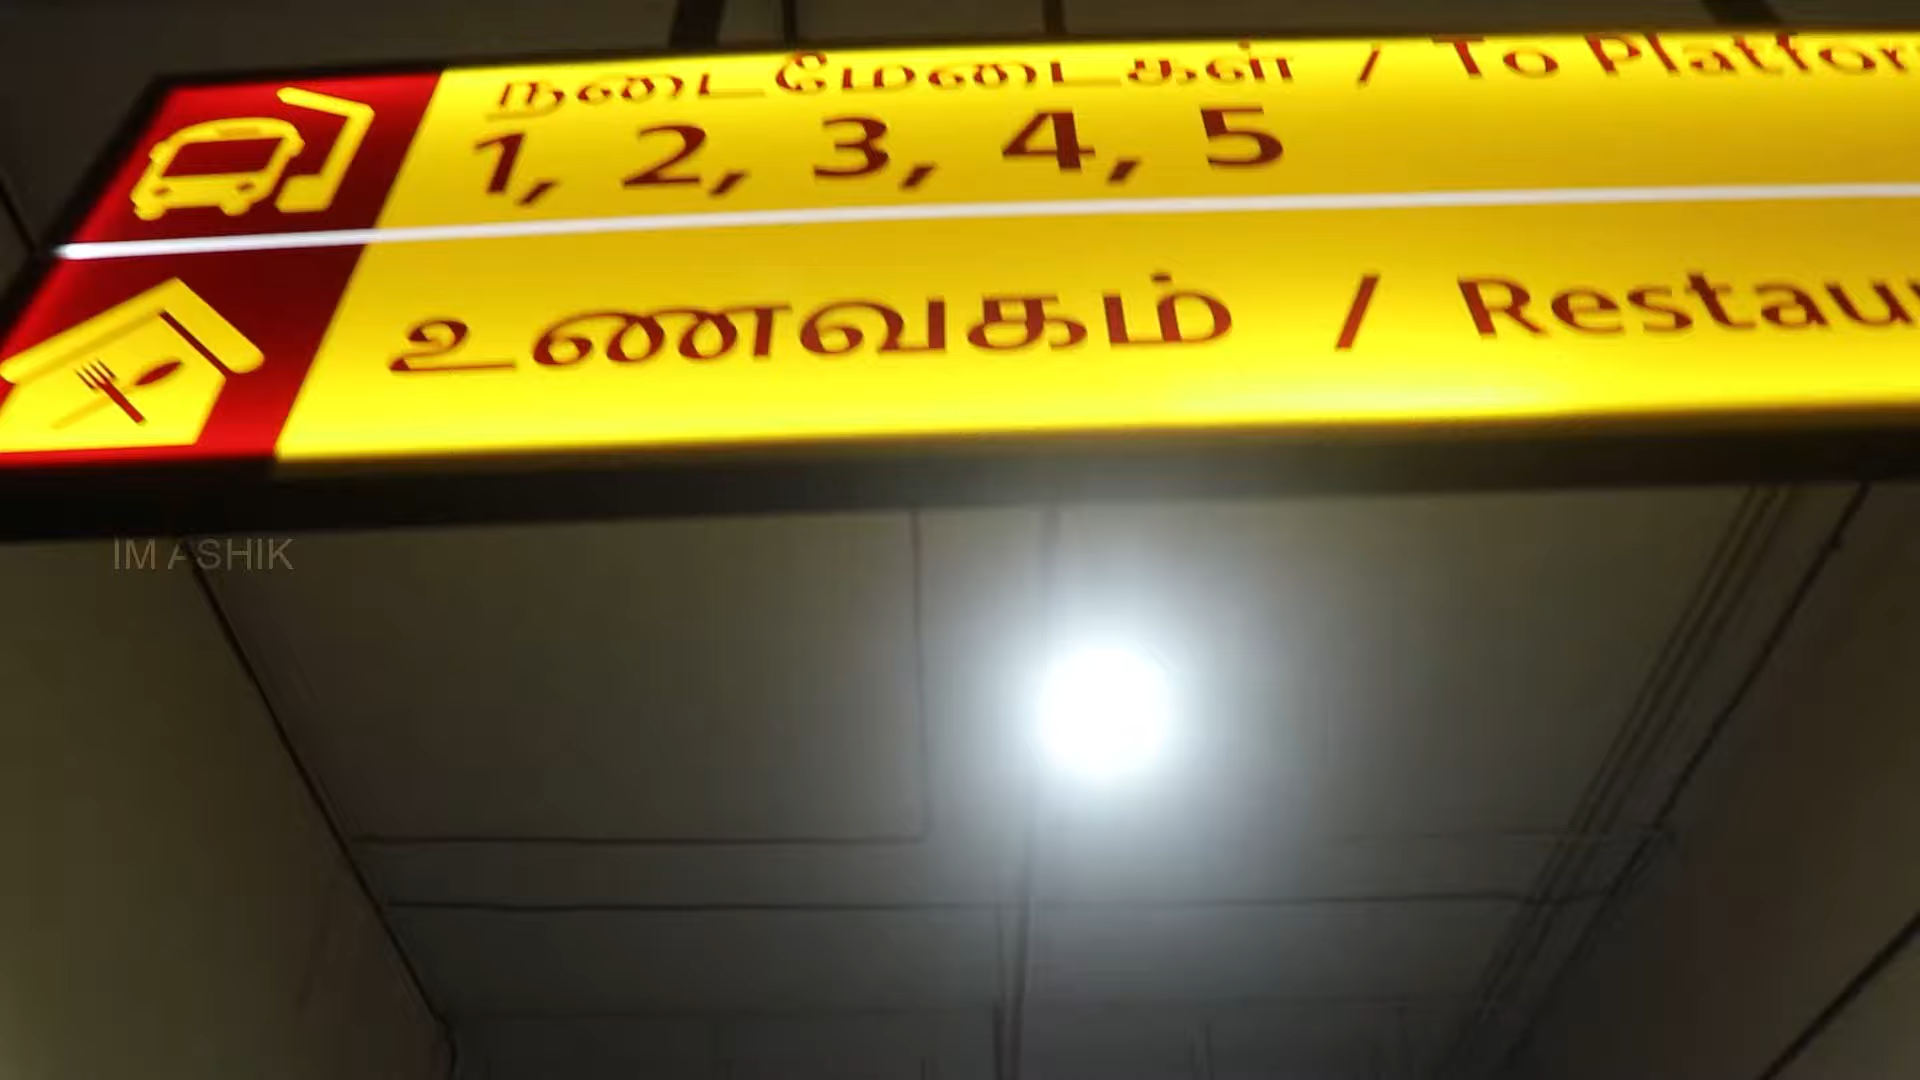 நடைமேடைகள் / To Platfor
1, 2, 3, 4, 5
உணவகம் / Restau
IM ASHIK